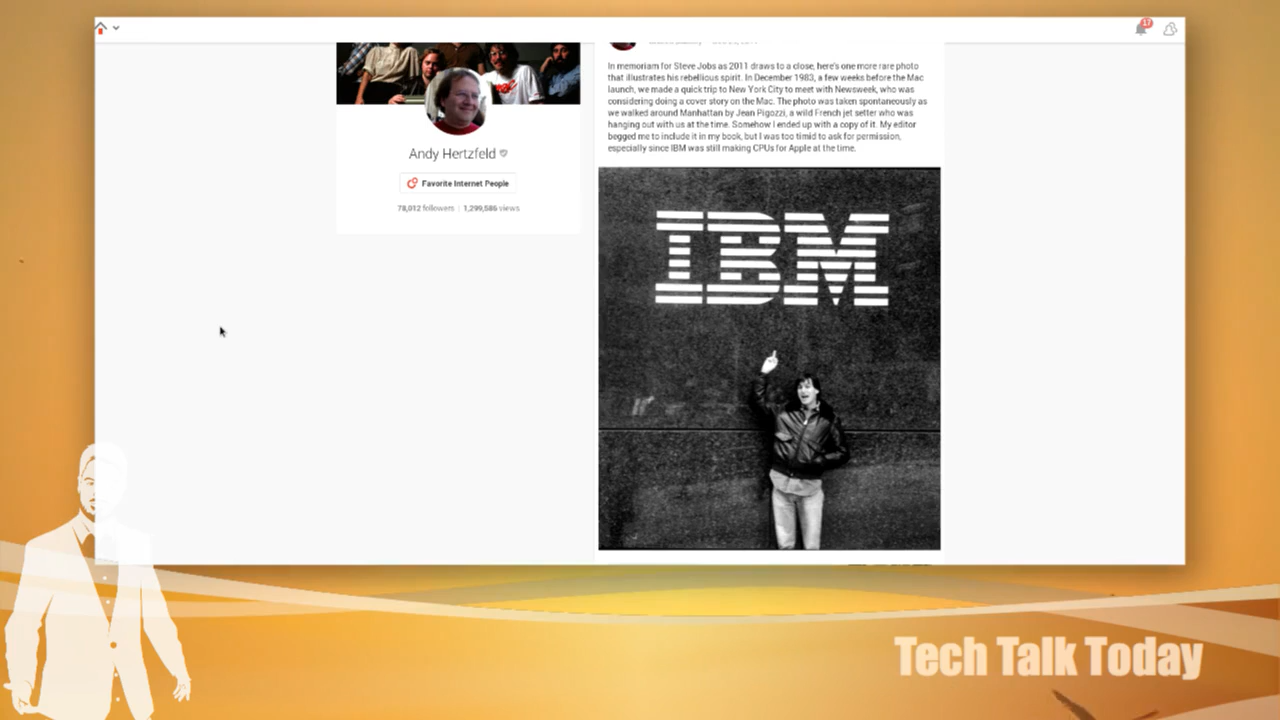 17
In memoriam for Steve Jobs as 2011 draws to a close, here's one more rare photo
that illustrates his rebellious spirit. In December 1983, a few weeks before the Mac
launch, we made a quick trip to New York City to meet with Newsweek, who was
considering doing a cover story on the Mac. The photo was taken spontaneously as
we walked around Manhattan by Jean Pigozzi, a wild French jet setter who was
hanging out with us at the time. Somehow I ended up with a copy of it. My editor
begged me to include it in my book, but I was too timid to ask for permission,
especially since IBM was still making CPUs for Apple at the time.
Andy Hertzfeld
Favorite Internet People
78,012 followers | 1,299,586 views
IBM
Tech Talk Today